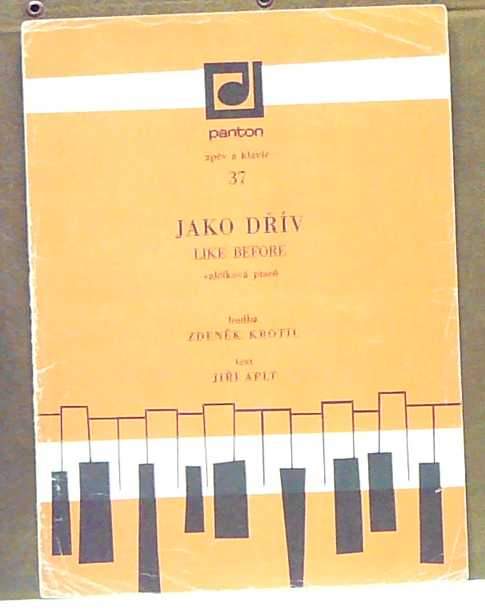 panton
zpěv a klavír
37
JAKO DŘÍV
LIKE BEFORE
valčíková píseň
hudba
ZDENĚK KROTIL
text
JIŘÍ APLT